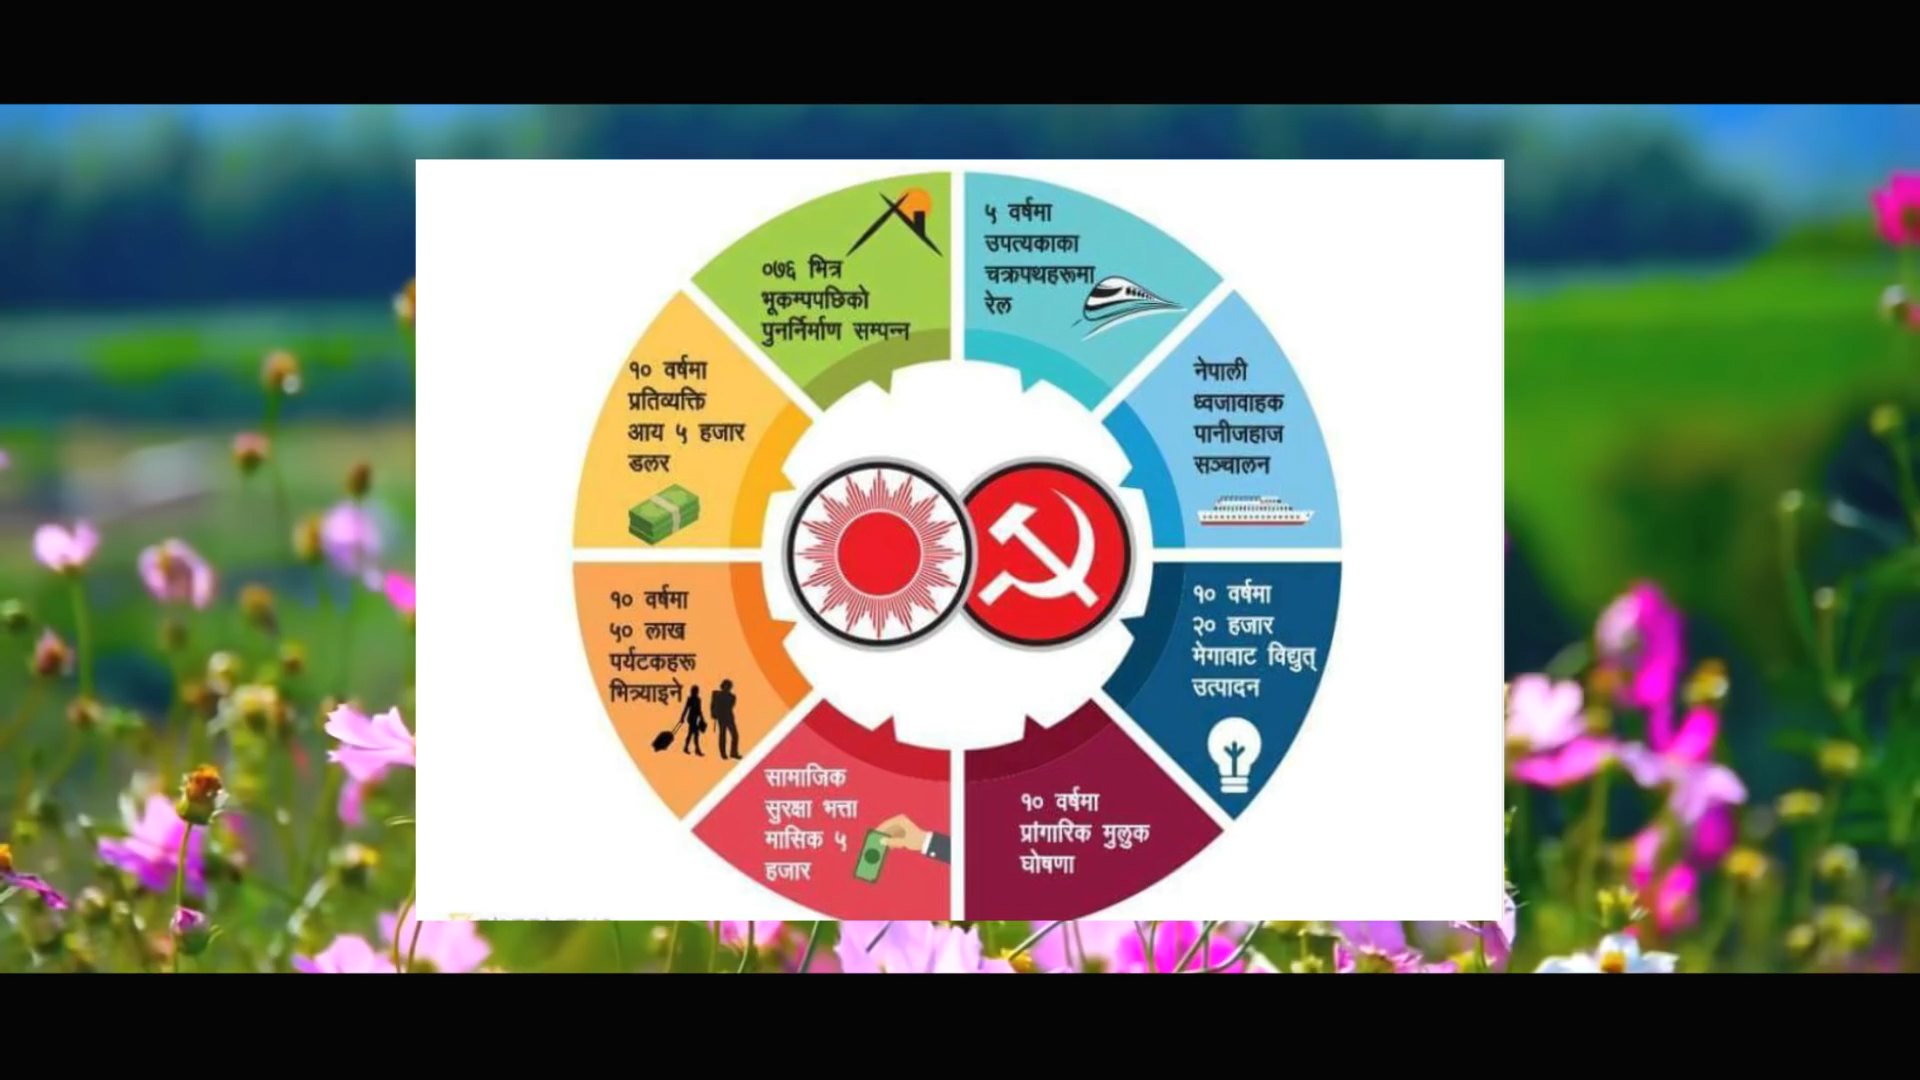 ०७६ भित्र
भूकम्पपछिको
पुनर्निर्माण सम्पन्न
५ वर्षमा
उपत्यकाका
चक्रपथहरूमा
रेल
नेपाली
ध्वजावाहक
पानीजहाज
सञ्चालन
१० वर्षमा
२० हजार
मेगावाट विद्युत्
उत्पादन
१० वर्षमा
प्रांगारिक मुलुक
घोषणा
सामाजिक
सुरक्षा भत्ता
मासिक ५
हजार
१० वर्षमा
५० लाख
पर्यटकहरू
भित्र्याइने
१० वर्षमा
प्रतिव्यक्ति
आय ५ हजार
डलर